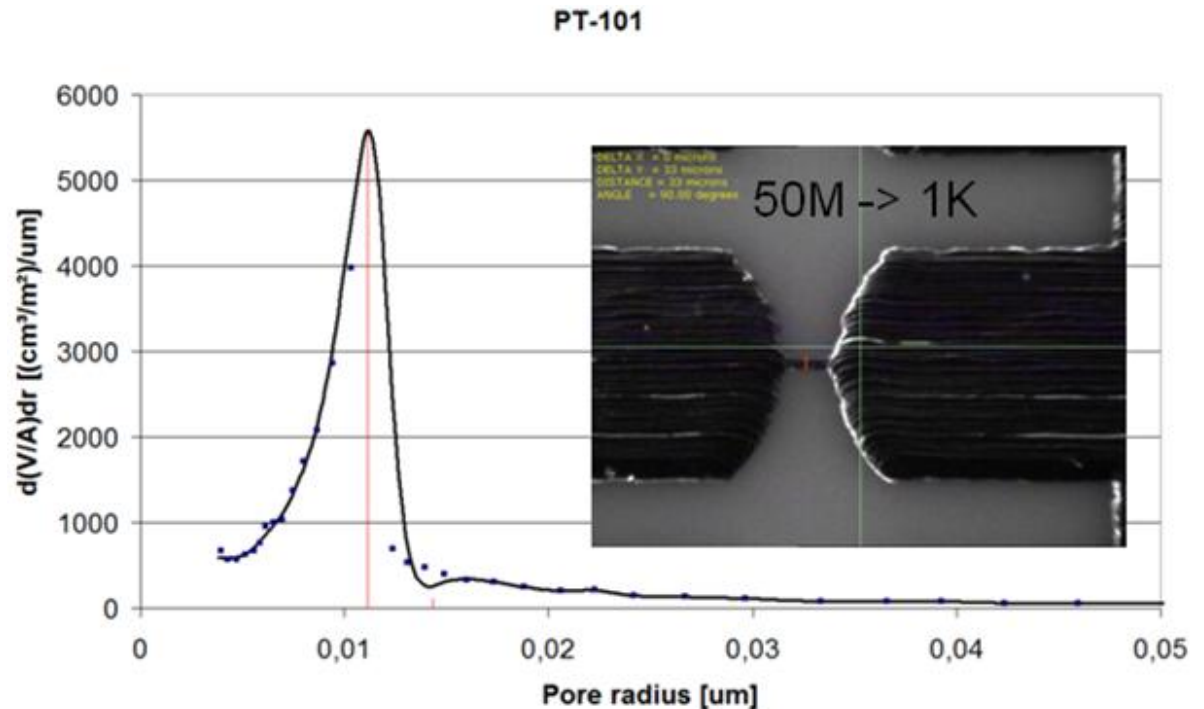 PT-101
6000
5000
4000
3000
2000
1000
0
d(V/A)dr [(cm³/m²)/um]
DELTA X = 0 microns
DELTA Y = 33 microns
DISTANCE = 33 microns
ANGLE = 90.00 degrees
50M -> 1K
0 0,01 0,02 0,03 0,04 0,05
Pore radius [um]